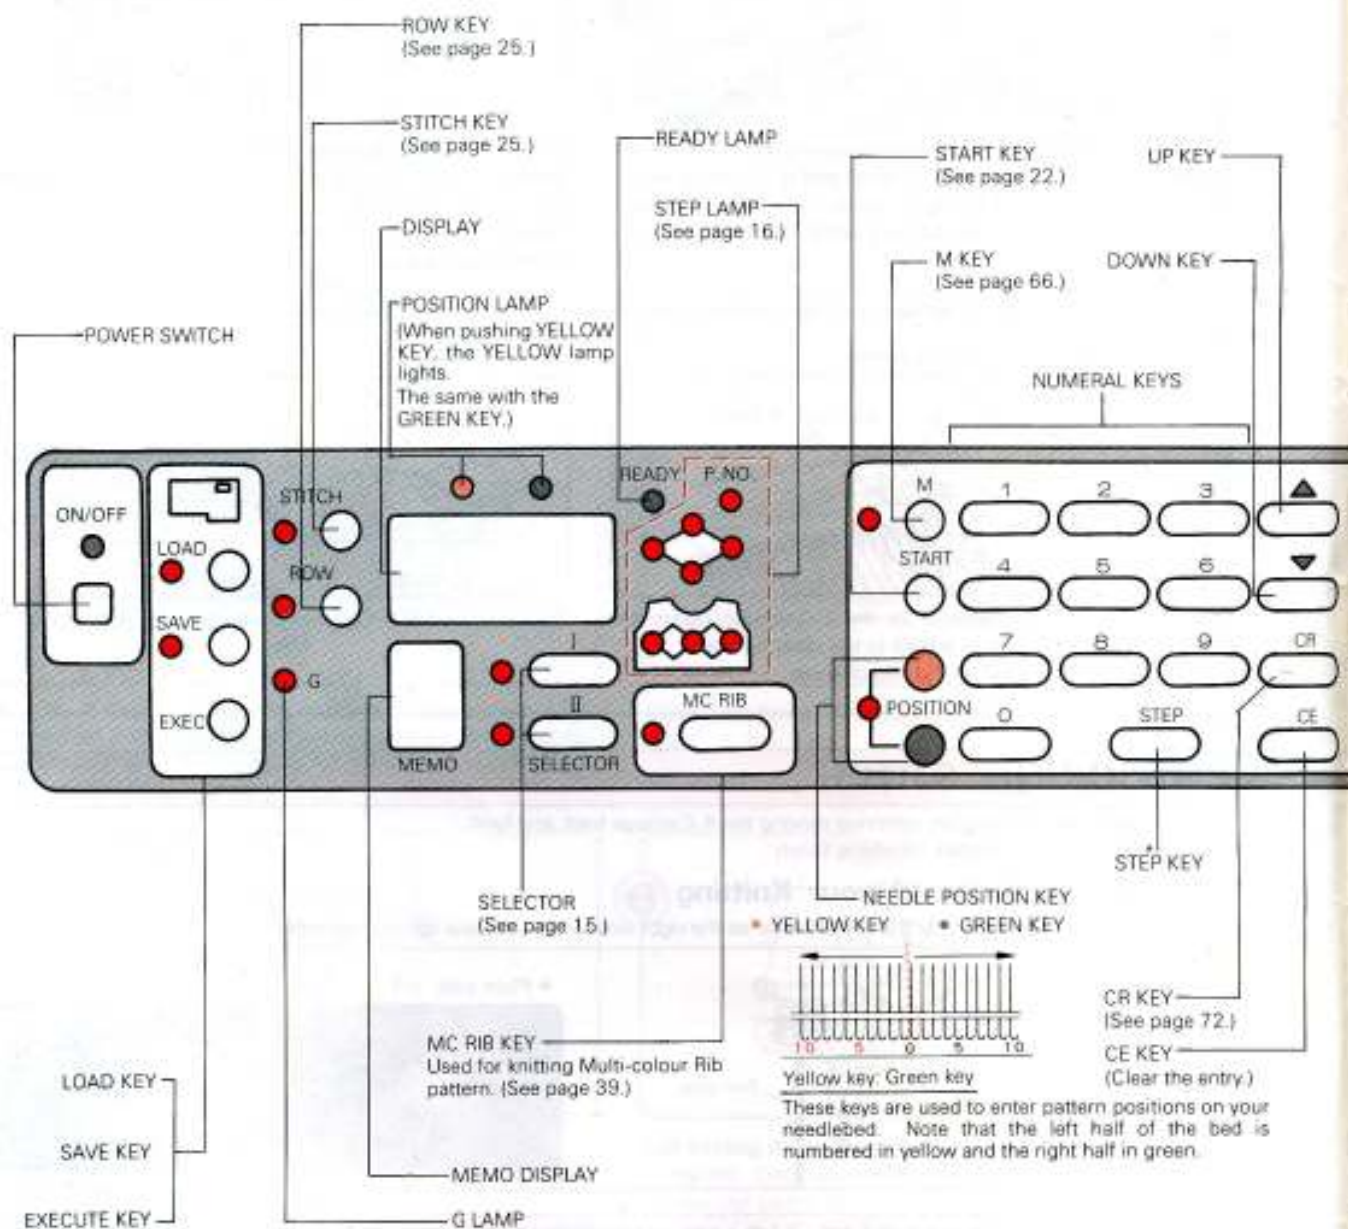 ROW KEY
(See page 25.)
STITCH KEY
(See page 25.)
READY LAMP
START KEY
(See page 22.)
UP KEY
STEP LAMP
(See page 16.)
DISPLAY
M KEY
(See page 66.)
DOWN KEY
POSITION LAMP
(When pushing YELLOW
KEY, the YELLOW lamp
lights.
The same with the
GREEN KEY.)
POWER SWITCH
NUMERAL KEYS
ON/OFF
LOAD
SAVE
EXEC
STITCH
ROW
G
MEMO
I
II
SELECTOR
READY
P. NO.
MC RIB
M
START
POSITION
1
2
3
4
5
6
7
8
9
CR
0
STEP
CE
STEP KEY
SELECTOR
(See page 15.)
NEEDLE POSITION KEY
• YELLOW KEY
• GREEN KEY
10 5 0 5 10
Yellow key: Green key
These keys are used to enter pattern positions on your
needlebed. Note that the left half of the bed is
numbered in yellow and the right half in green.
CR KEY
(See page 72.)
CE KEY
(Clear the entry.)
MC RIB KEY
Used for knitting Multi-colour Rib
pattern. (See page 39.)
LOAD KEY
SAVE KEY
EXECUTE KEY
MEMO DISPLAY
G LAMP